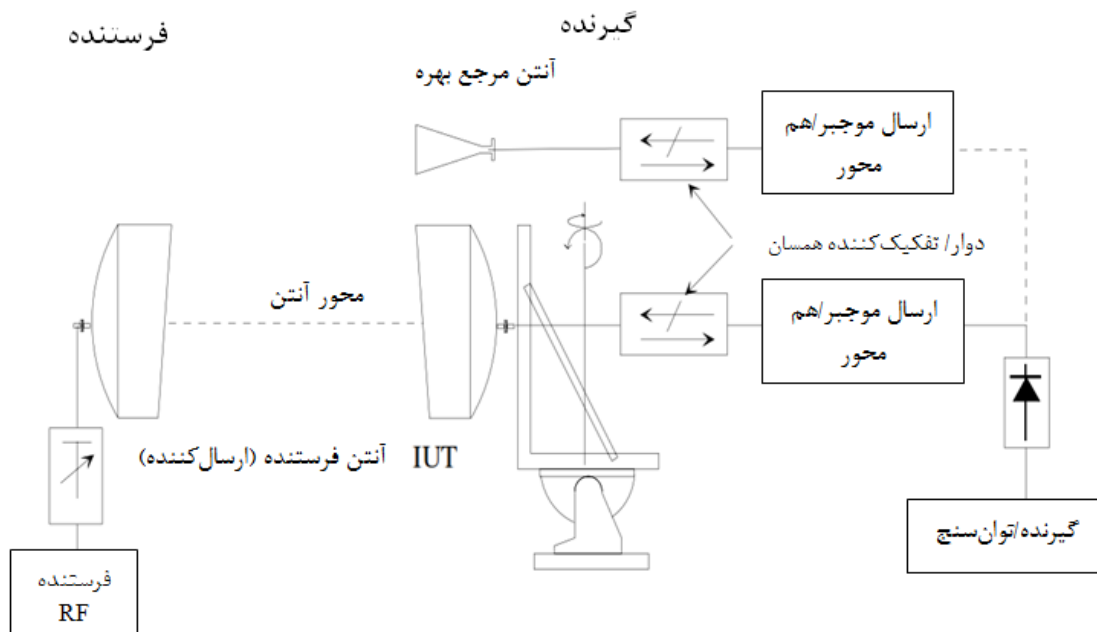 فرستنده
گیرنده
آنتن مرجع بهره
ارسال موجبر/هم
محور
دوار/ تفکیک‌کننده همسان
محور آنتن
ارسال موجبر/هم
محور
آنتن فرستنده (ارسال‌کننده)
IUT
گیرنده/توان‌سنج
فرستنده
RF